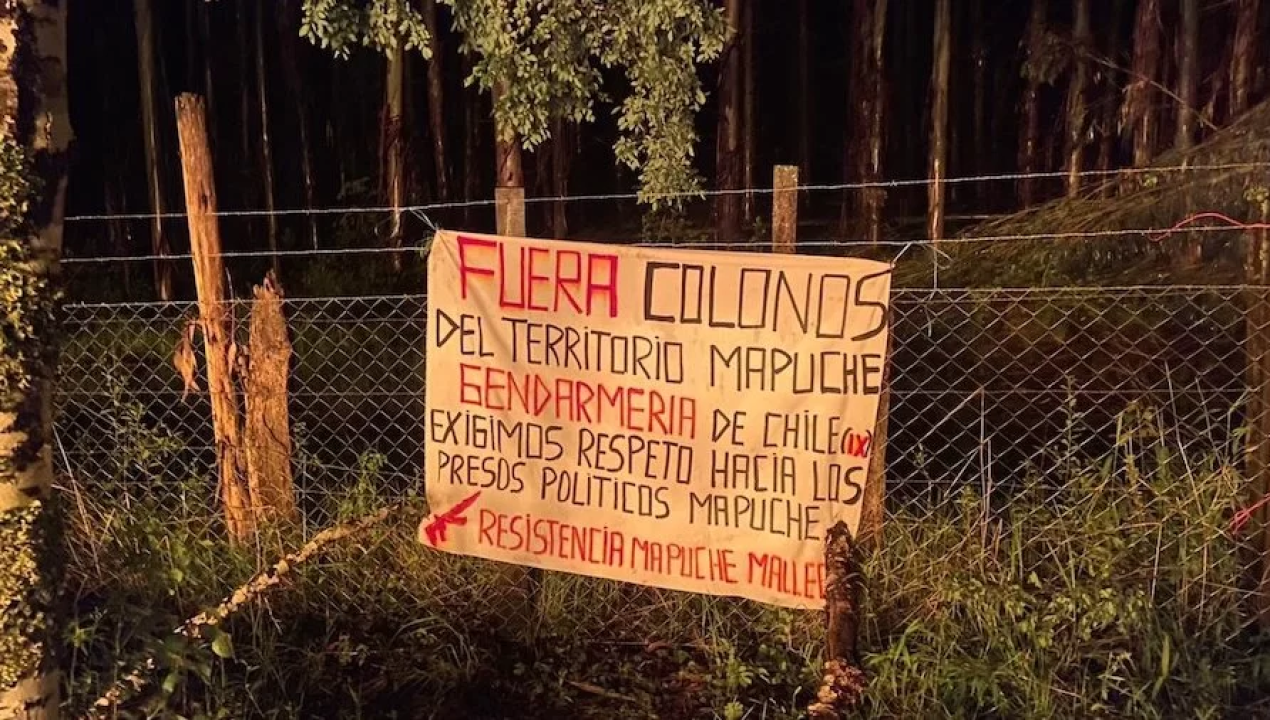 FUERA COLONOS
DEL TERRITORIO MAPUCHE
GENDARMERIA DE CHILE (IX)
EXIGIMOS RESPETO HACIA LOS
PRESOS POLITICOS MAPUCHE
RESISTENCIA MAPUCHE MALLECO